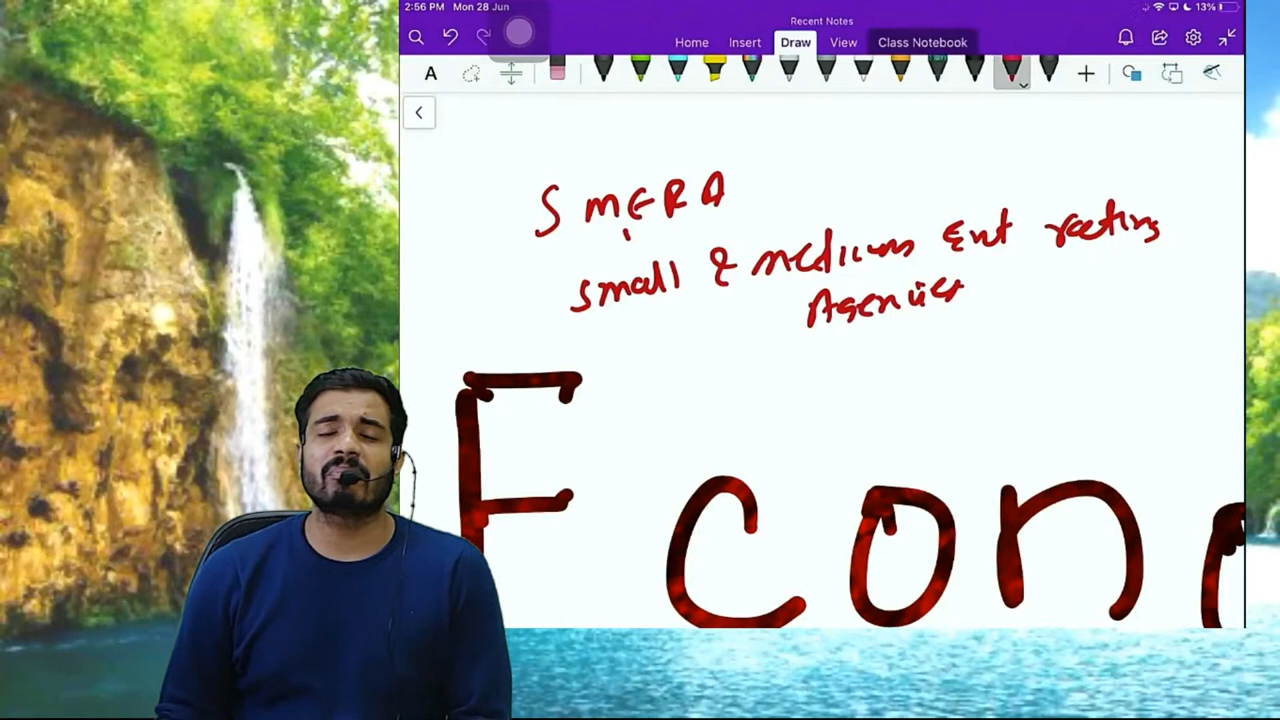 2:56 PM Mon 28 Jun
13%
Recent Notes
Home Insert Draw View Class Notebook
A
SMERA
Small & medium Ent raeting
Agencies
Econ